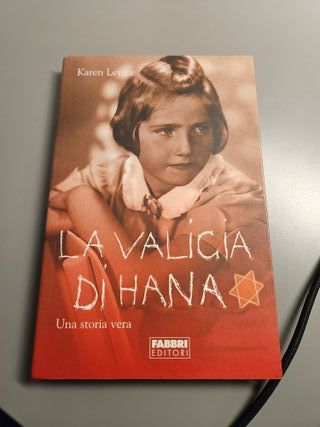 Karen Levine
LA VALIGIA
DI HANA
Una storia vera
FABBRI
EDITORI